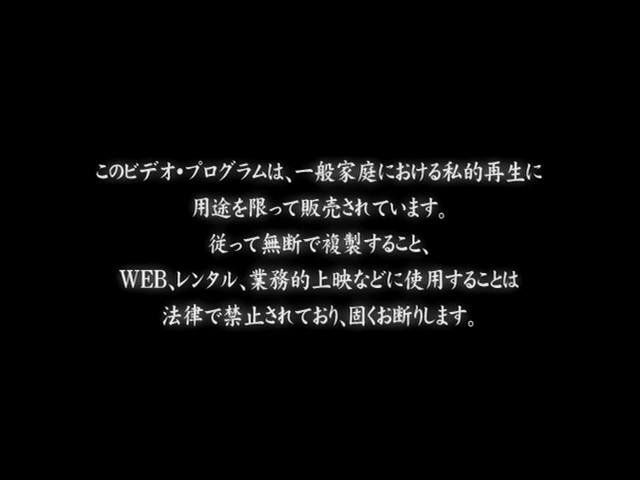 このビデオ・プログラムは、一般家庭における私的再生に
用途を限って販売されています。
従って無断で複製すること、
WEB、レンタル、業務的上映などに使用することは
法律で禁止されており、固くお断りします。